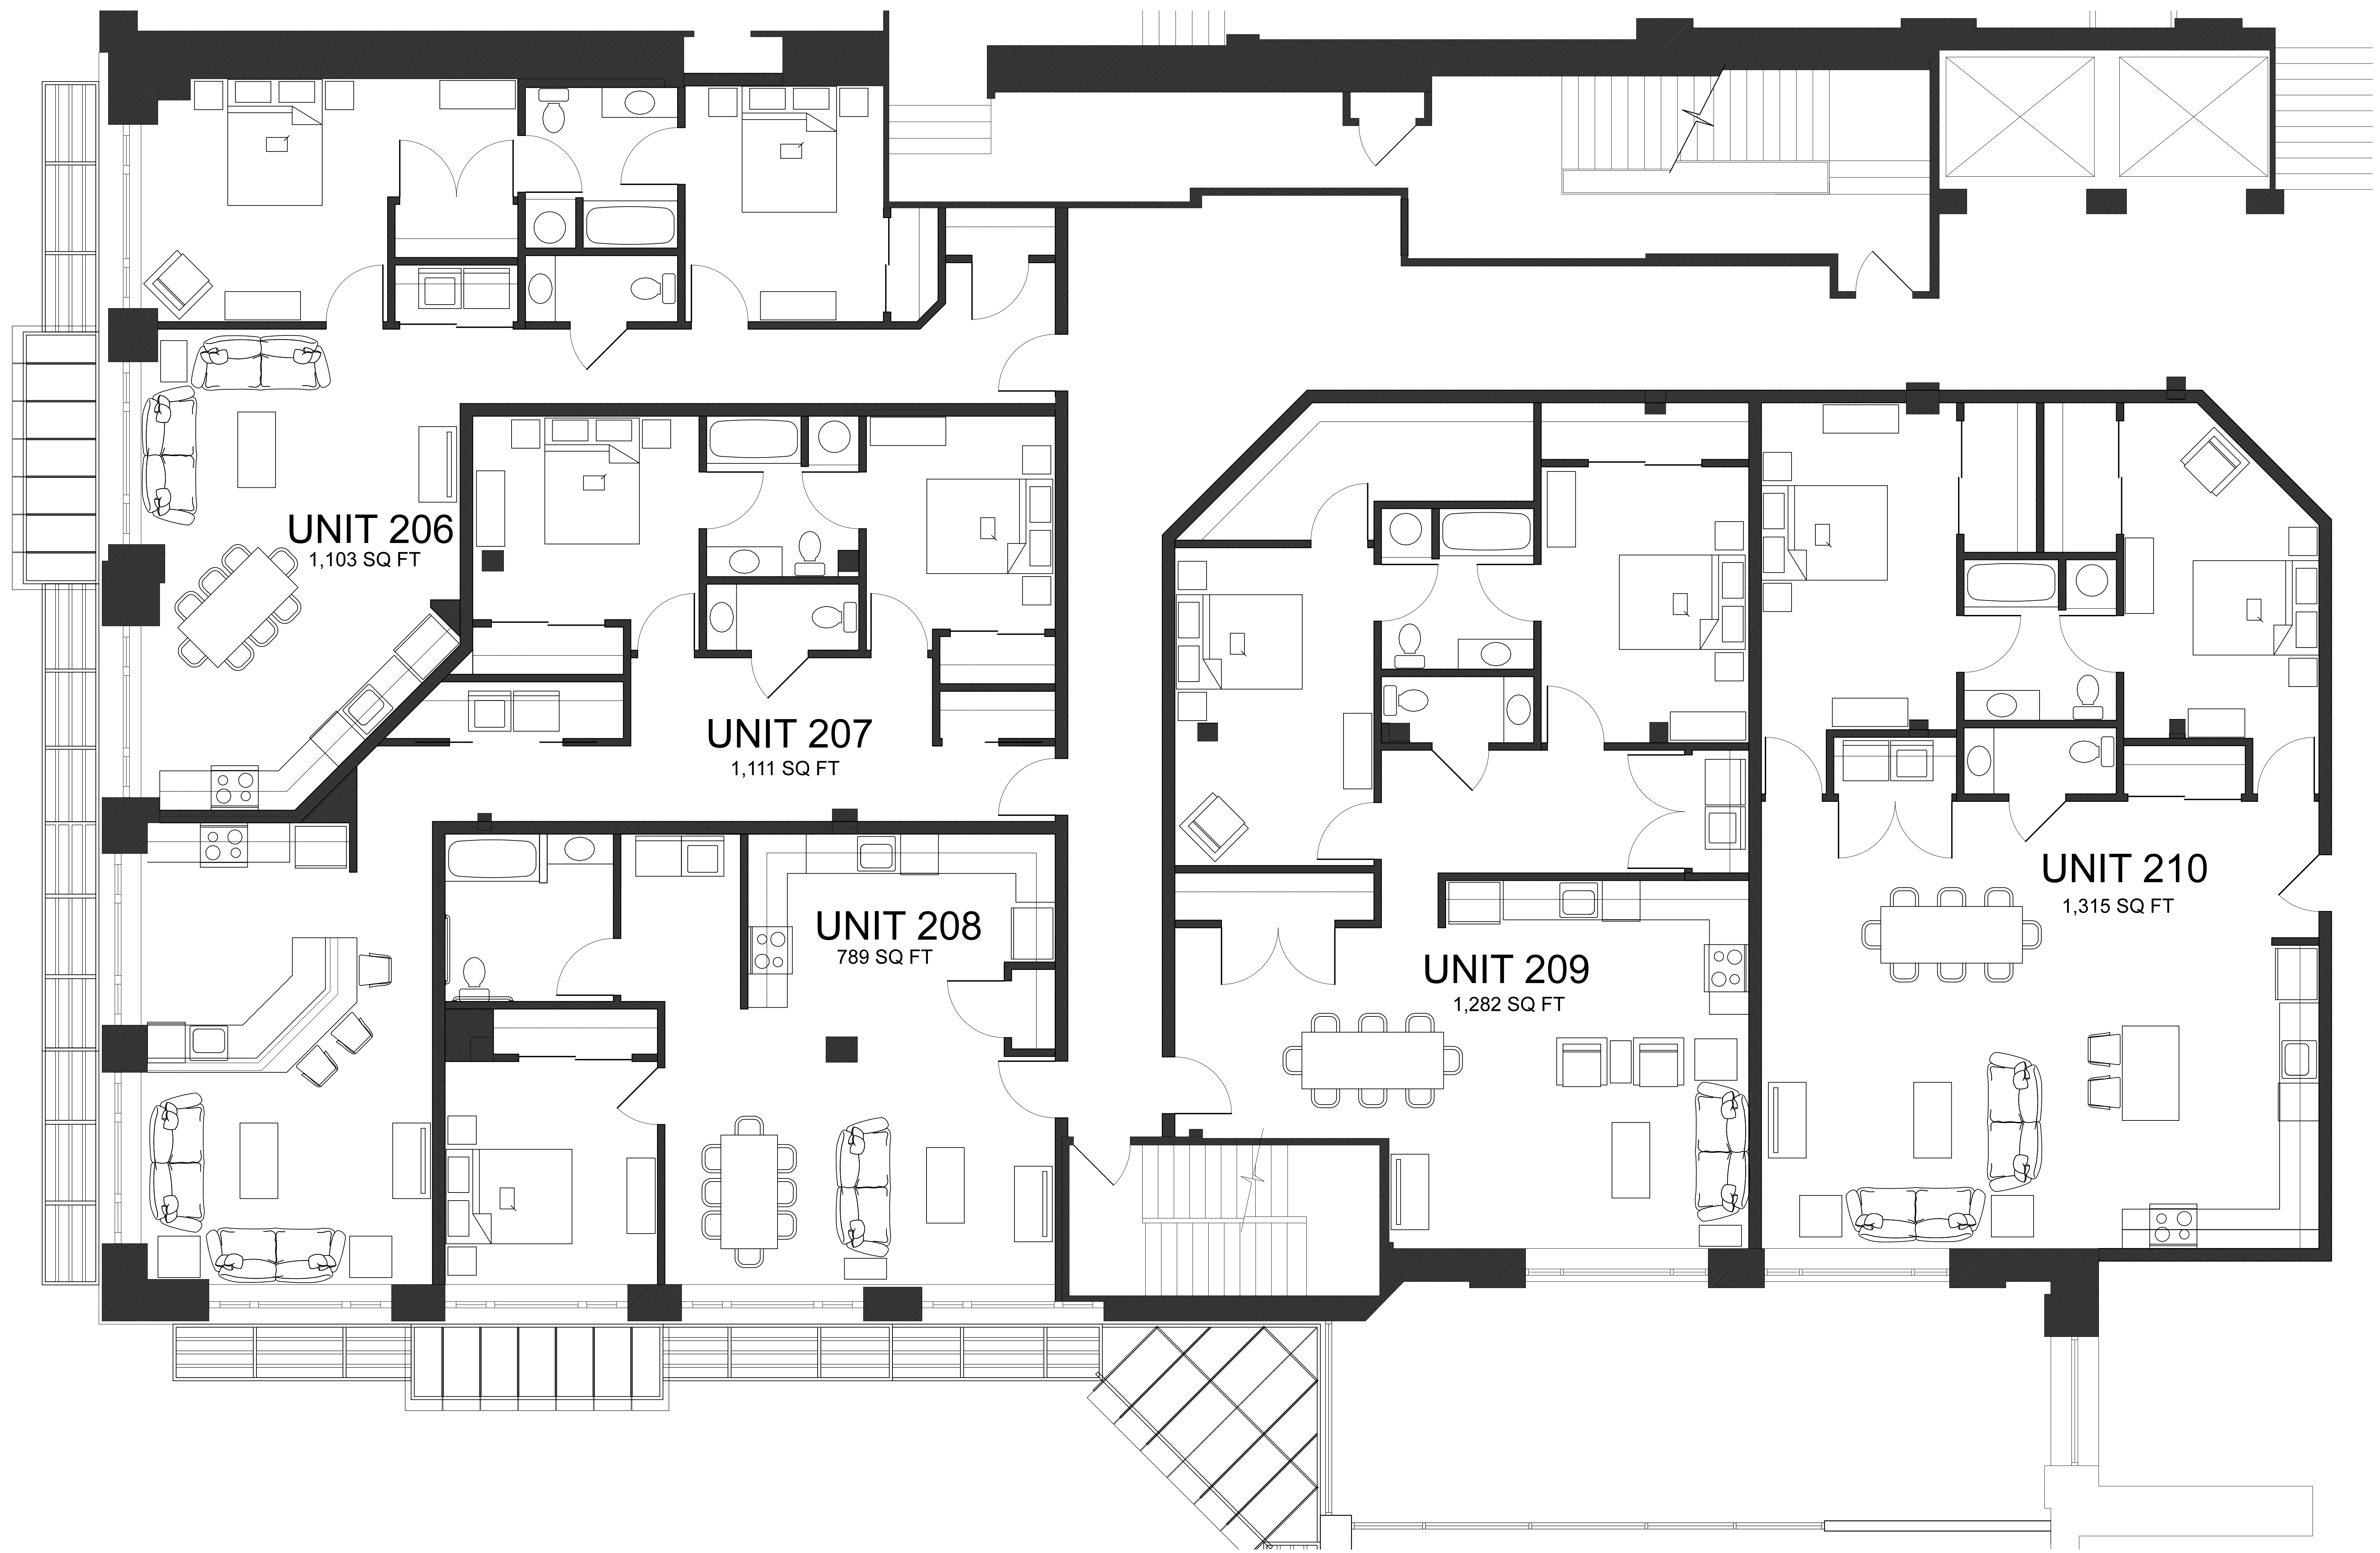 UNIT 206
1,103 SQ FT
UNIT 207
1,111 SQ FT
UNIT 208
789 SQ FT
UNIT 209
1,282 SQ FT
UNIT 210
1,315 SQ FT